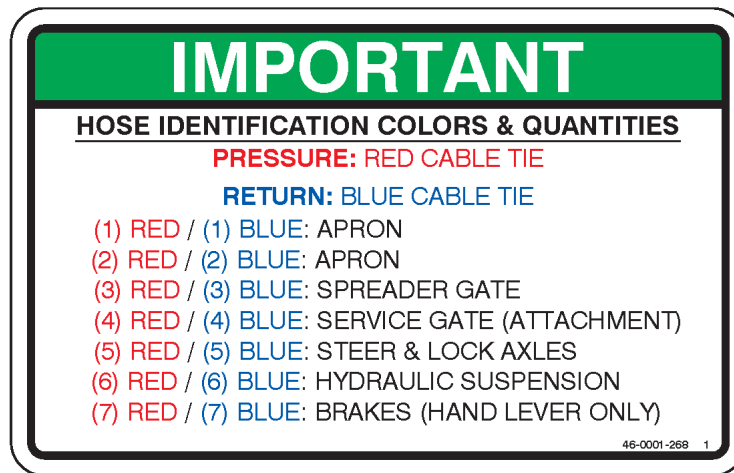 IMPORTANT
HOSE IDENTIFICATION COLORS & QUANTITIES
PRESSURE: RED CABLE TIE
RETURN: BLUE CABLE TIE
(1) RED / (1) BLUE: APRON
(2) RED / (2) BLUE: APRON
(3) RED / (3) BLUE: SPREADER GATE
(4) RED / (4) BLUE: SERVICE GATE (ATTACHMENT)
(5) RED / (5) BLUE: STEER & LOCK AXLES
(6) RED / (6) BLUE: HYDRAULIC SUSPENSION
(7) RED / (7) BLUE: BRAKES (HAND LEVER ONLY)
46-0001-268 1